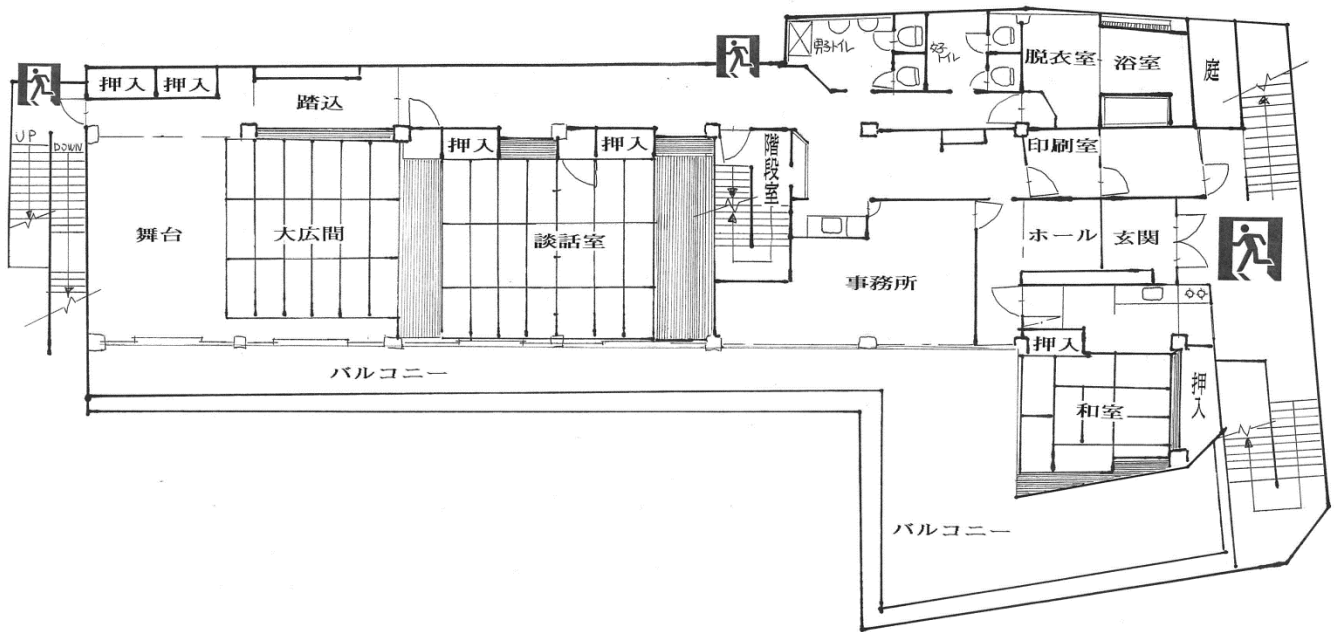 男子トイレ
女子トイレ
脱衣室
浴室
庭
押入
押入
踏込
UP
DOWN
押入
押入
階段室
印刷室
舞台
大広間
談話室
事務所
ホール
玄関
押入
押入
和室
バルコニー
バルコニー